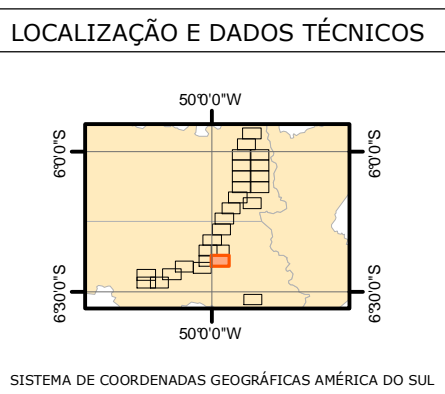 LOCALIZAÇÃO E DADOS TÉCNICOS
50°0'0"W
6°0'0"S
6°0'0"S
6°30'0"S
6°30'0"S
50°0'0"W
SISTEMA DE COORDENADAS GEOGRÁFICAS AMÉRICA DO SUL